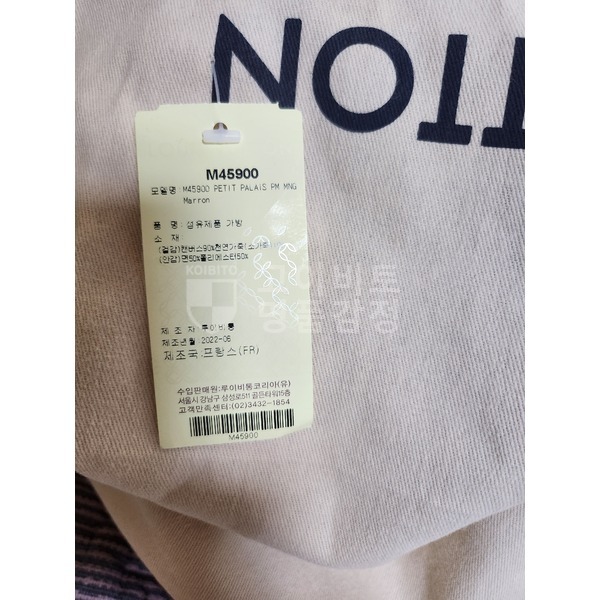 TTON
M45900
모델명: M45900 PETIT PALAIS PM MNG
Marron
품 명: 섬유제품 가방
소 재
(겉감)캔버스90%천연가죽(소가죽)
(안감)면50%폴리에스터50%
KOIBITO
코이비토
명품감정
제 조 자:루이비통
제조년월:2022-06
제조국:프랑스(FR)
수입판매원:루이비통코리아(유)
서울시강남구 삼성로511 골든타워15층
고객만족센터:(02)3432-1854
M45900